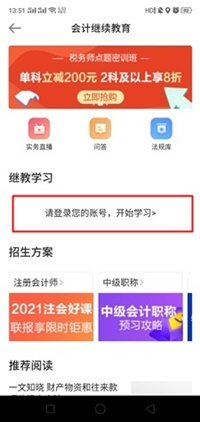 13:51
会计继续教育
税务师点题密训班
单科立减200元 2科及以上享8折
立即抢购
实务直播
问答
法规库
继教学习
请登录您的账号，开始学习>
招生方案
注册会计师>
中级职称>
2021注会好课
联报享限时钜惠
中级会计职称
预习攻略
推荐阅读
一文知晓 财产物资和往来款